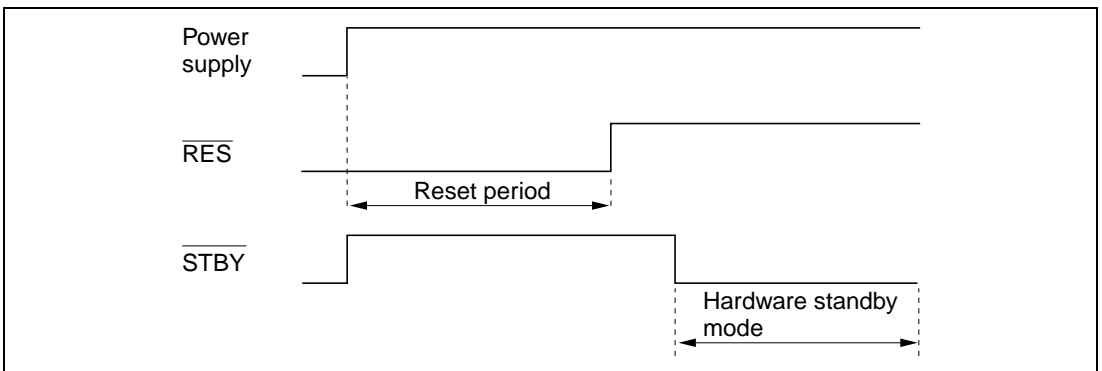 Power
supply
RES
Reset period
STBY
Hardware standby
mode